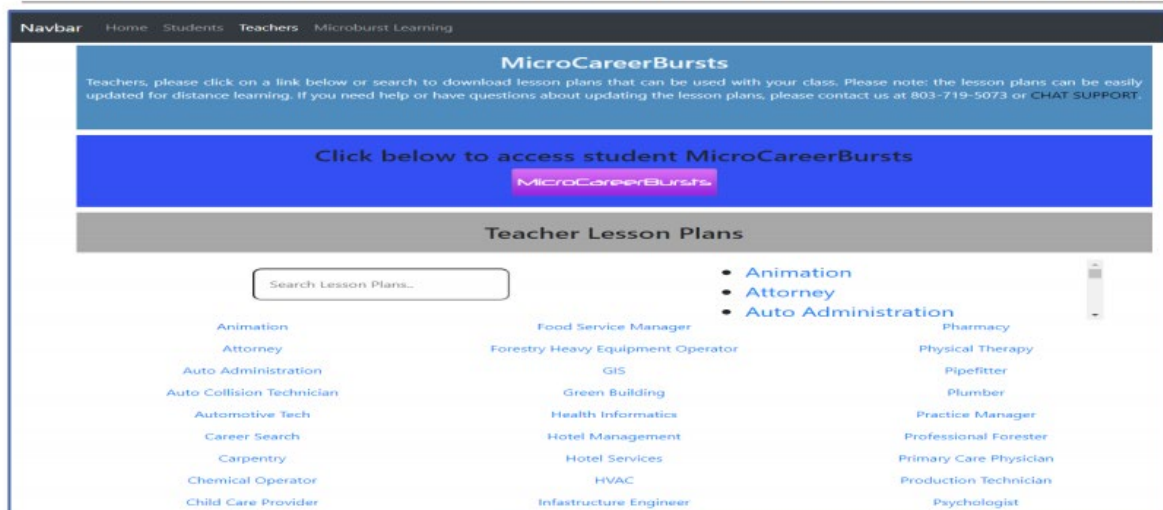 Navbar Home Students Teachers Microburst Learning
MicroCareerBursts
Teachers, please click on a link below or search to download lesson plans that can be used with your class. Please note: the lesson plans can be easily
updated for distance learning. If you need help or have questions about updating the lesson plans, please contact us at 803-719-5073 or CHAT SUPPORT.
Click below to access student MicroCareerBursts
MicroCareerBursts
Teacher Lesson Plans
Search Lesson Plans..
• Animation
• Attorney
• Auto Administration
Animation Food Service Manager Pharmacy
Attorney Forestry Heavy Equipment Operator Physical Therapy
Auto Administration GIS Pipefitter
Auto Collision Technician Green Building Plumber
Automotive Tech Health Informatics Practice Manager
Career Search Hotel Management Professional Forester
Carpentry Hotel Services Primary Care Physician
Chemical Operator HVAC Production Technician
Child Care Provider Infastructure Engineer Psychologist